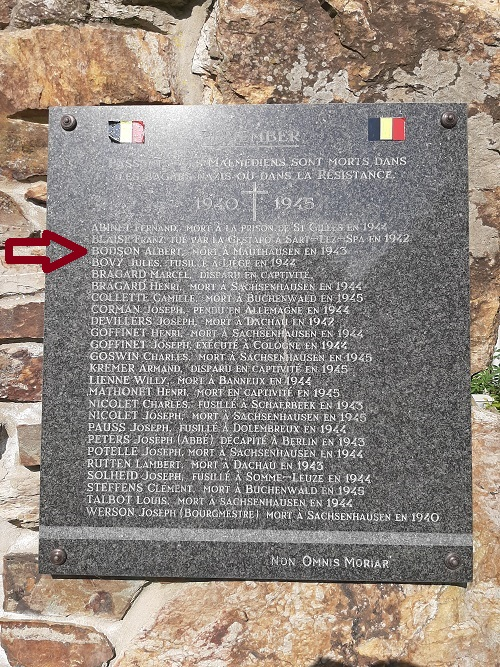 MBER
MALMEDIENS SONT MORTS DANS
LES BAGNES NAZIS OU DANS LA RÉSISTANCE.
1940 1945
ABINET FERNAND, MORT À LA PRISON DE ST GILLES EN 1944
BLAISE FRANZ, TUÉ PAR LA GESTAPO À SART-LEZ-SPA EN 1942
BODSON ALBERT, MORT À MAUTHAUSEN EN 1943
BOVY JULES, FUSILLÉ À LIÈGE EN 1944
BRAGARD MARCEL, DISPARU EN CAPTIVITÉ
BRAGARD HENRI, MORT À SACHSENHAUSEN EN 1944
COLLETTE CAMILLE, MORT À BUCHENWALD EN 1945
CORMAN JOSEPH, PENDU EN ALLEMAGNE EN 1944
DEVILLERS JOSEPH, MORT À DACHAU EN 1942
GOFFINET HENRI, MORT À SACHSENHAUSEN EN 1944
GOFFINET JOSEPH, EXÉCUTÉ À COLOGNE EN 1944
GOSWIN CHARLES, MORT À SACHSENHAUSEN EN 1945
KREMER ARMAND, DISPARU EN CAPTIVITÉ EN 1945
LIENNE WILLY, MORT À BANNEUX EN 1944
MATHONET HENRI, MORT EN CAPTIVITÉ EN 1945
NICOLET CHARLES, FUSILLÉ À SCHAERBEEK EN 1943
NICOLET JOSEPH, MORT À SACHSENHAUSEN EN 1945
PAUSS JOSEPH, FUSILLÉ À DOLEMBREUX EN 1944
PETERS JOSEPH (ABBÉ), DÉCAPITÉ À BERLIN EN 1943
POTELLE JOSEPH, MORT À SACHSENHAUSEN EN 1944
RUTTEN LAMBERT, MORT À DACHAU EN 1943
SOLHEID JOSEPH, FUSILLÉ À SOMME-LEUZE EN 1944
STEFFENS CLÉMENT, MORT À BUCHENWALD EN 1945
TALBOT LOUIS, MORT À SACHSENHAUSEN EN 1944
WERSON JOSEPH (BOURGMESTRE) MORT À SACHSENHAUSEN EN 1940
NON OMNIS MORIAR